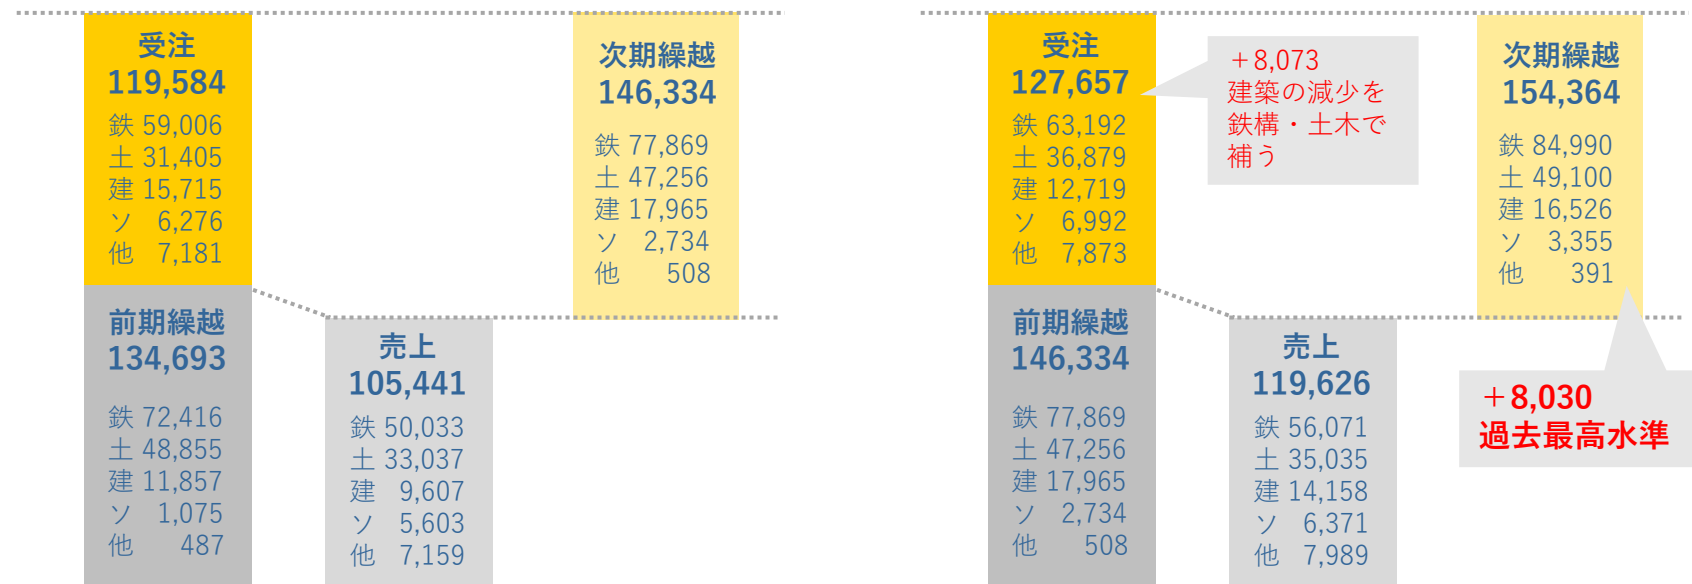 受注
119,584
鉄 59,006
土 31,405
建 15,715
ソ 6,276
他 7,181
前期繰越
134,693
鉄 72,416
土 48,855
建 11,857
ソ 1,075
他 487
売上
105,441
鉄 50,033
土 33,037
建 9,607
ソ 5,603
他 7,159
次期繰越
146,334
鉄 77,869
土 47,256
建 17,965
ソ 2,734
他 508
受注
127,657
鉄 63,192
土 36,879
建 12,719
ソ 6,992
他 7,873
＋8,073
建築の減少を
鉄構・土木で
補う
前期繰越
146,334
鉄 77,869
土 47,256
建 17,965
ソ 2,734
他 508
売上
119,626
鉄 56,071
土 35,035
建 14,158
ソ 6,371
他 7,989
次期繰越
154,364
鉄 84,990
土 49,100
建 16,526
ソ 3,355
他 391
＋8,030
過去最高水準